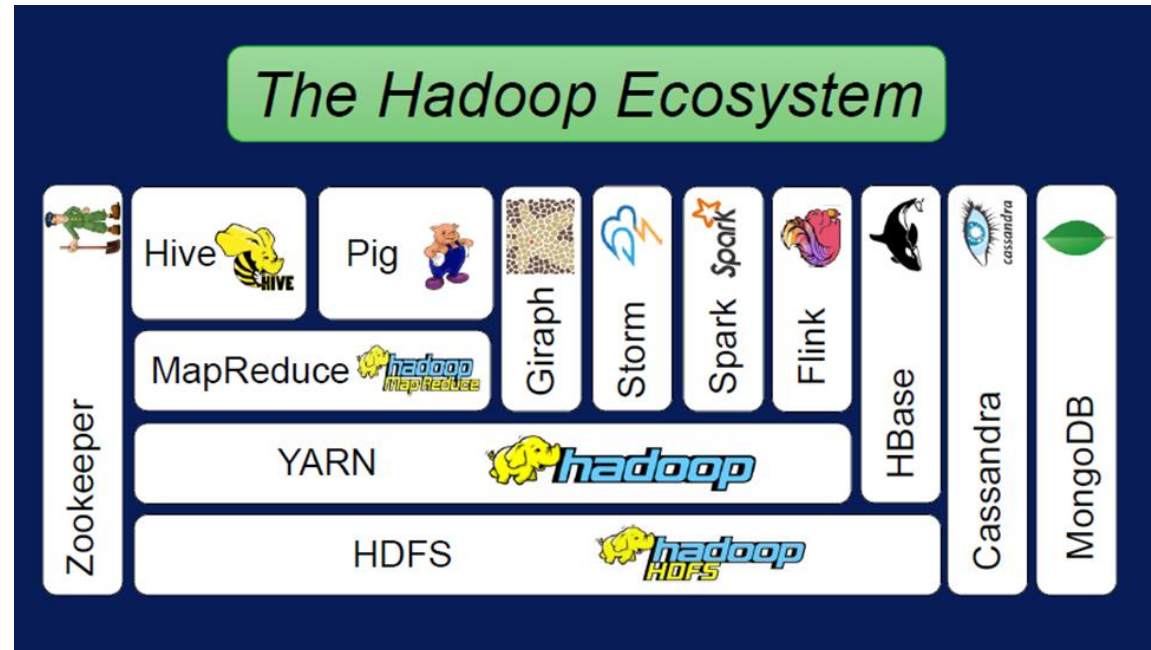 The Hadoop Ecosystem
Zookeeper
Hive
HIVE
Pig
Giraph
Storm
Spark
Spark
Flink
HBase
cassandra
Cassandra
MongoDB
MapReduce
hadoop
MapReduce
YARN
hadoop
HDFS
hadoop
HDFS